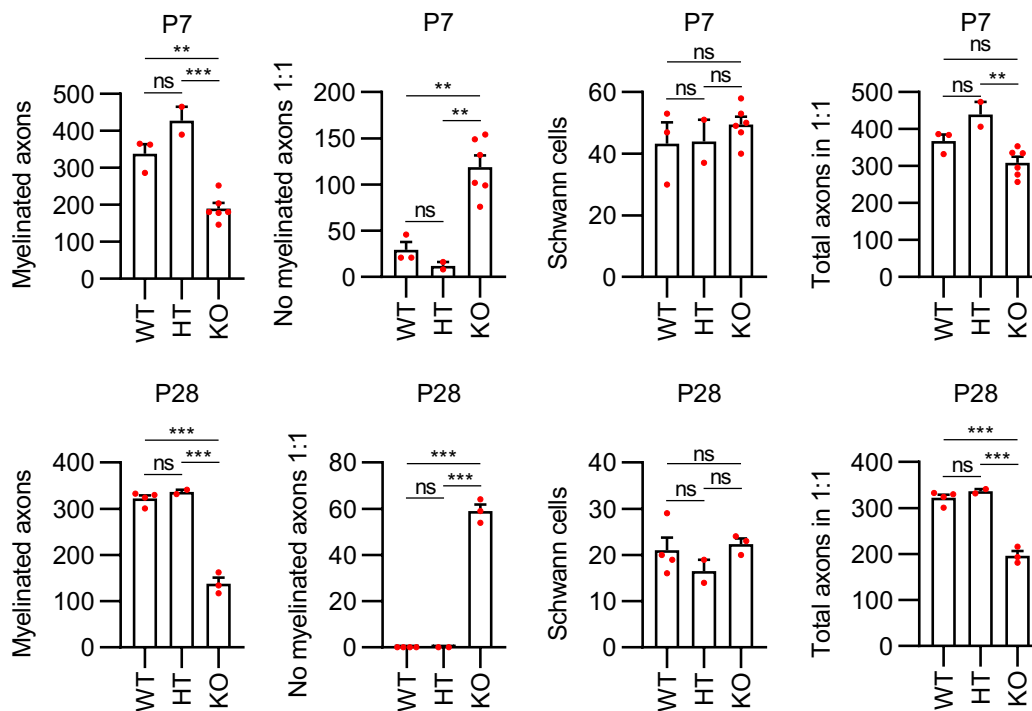 P7
**
ns
***
Myelinated axons
500
400
300
200
100
0
WT
HT
KO
P7
**
**
ns
No myelinated axons 1:1
200
150
100
50
0
WT
HT
KO
P7
ns
ns
ns
Schwann cells
60
40
20
0
WT
HT
KO
P7
ns
ns
**
Total axons in 1:1
500
400
300
200
100
0
WT
HT
KO
P28
***
ns
***
Myelinated axons
400
300
200
100
0
WT
HT
KO
P28
***
ns
***
No myelinated axons 1:1
80
60
40
20
0
WT
HT
KO
P28
ns
ns
ns
Schwann cells
40
30
20
10
0
WT
HT
KO
P28
***
ns
***
Total axons in 1:1
400
300
200
100
0
WT
HT
KO